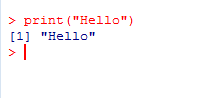 > print("Hello")
[1] "Hello"
>